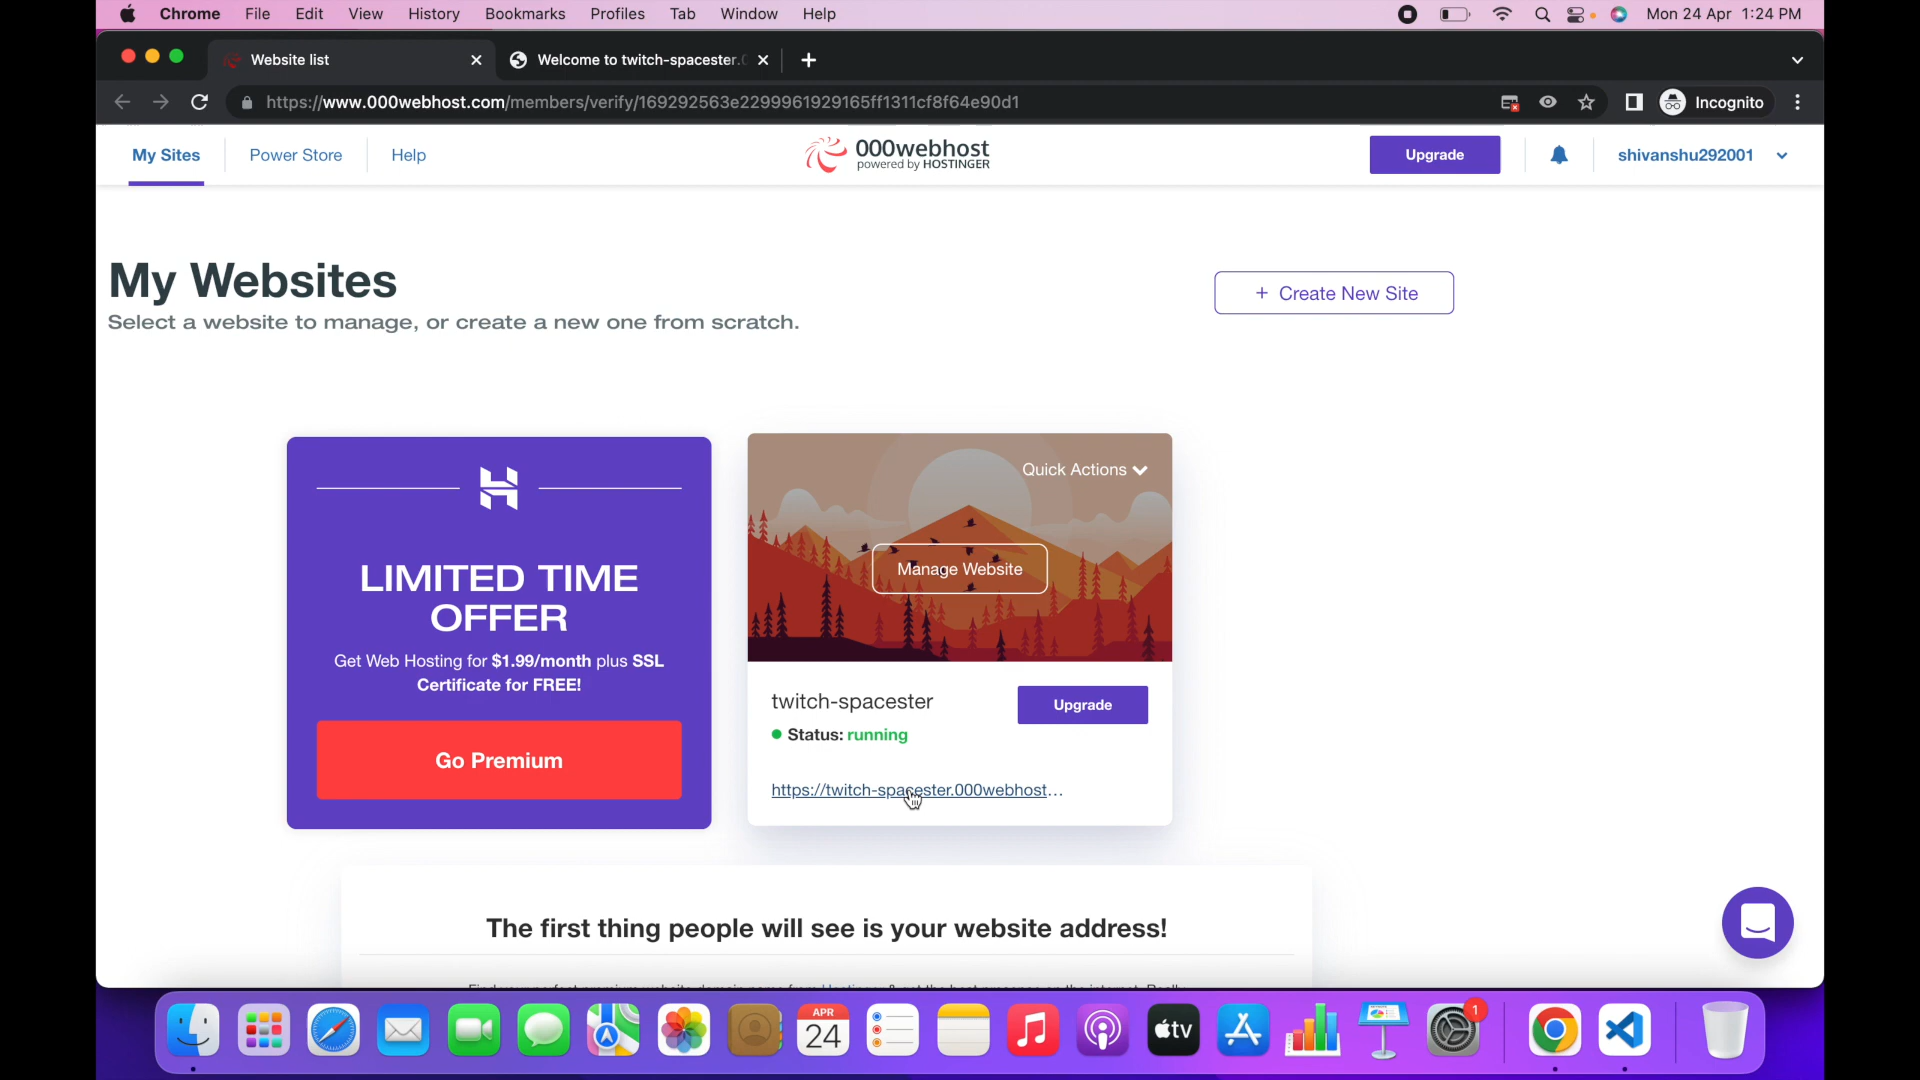 Chrome File Edit View History Bookmarks Profiles Tab Window Help Mon 24 Apr 1:24 PM
Website list Welcome to twitch-spacester.
https://www.000webhost.com/members/verify/169292563e2299961929165ff1311cf8f64e90d1 Incognito
My Sites Power Store Help 000webhost Upgrade shivanshu292001
powered by HOSTINGER
My Websites
+ Create New Site
Select a website to manage, or create a new one from scratch.
Quick Actions
Manage Website
LIMITED TIME
OFFER
Get Web Hosting for $1.99/month plus SSL
Certificate for FREE!
Go Premium
twitch-spacester Upgrade
Status: running
https://twitch-spacester.000webhost...
The first thing people will see is your website address!
1
APR
24
tv